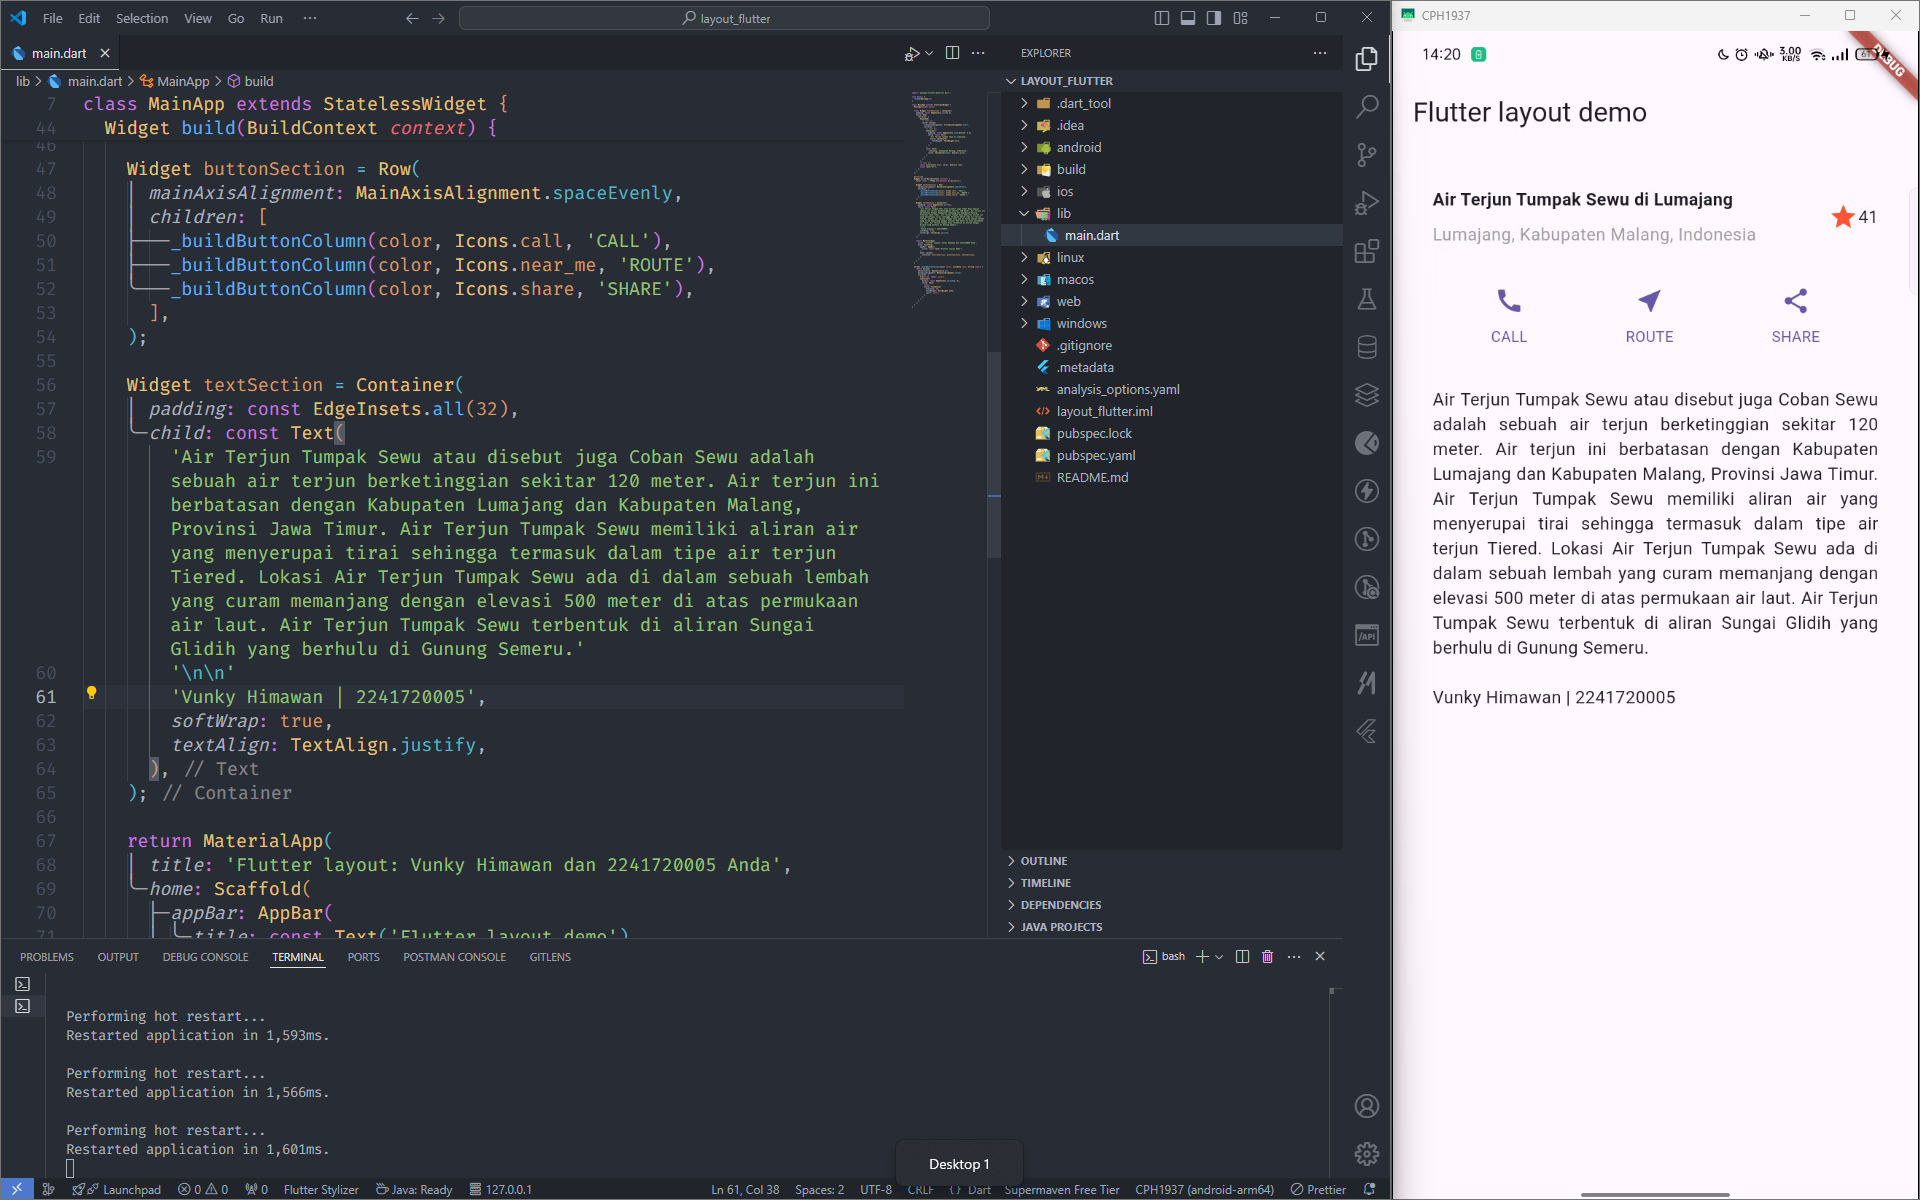 File Edit Selection View Go Run ··· layout_flutter
main.dart
lib > main.dart > MainApp > build
7 class MainApp extends StatelessWidget {
44 Widget build(BuildContext context) {
46
47 Widget buttonSection = Row(
48 mainAxisAlignment: MainAxisAlignment.spaceEvenly,
49 children: [
50 _buildButtonColumn(color, Icons.call, 'CALL'),
51 _buildButtonColumn(color, Icons.near_me, 'ROUTE'),
52 _buildButtonColumn(color, Icons.share, 'SHARE'),
53 ],
54 );
55
56 Widget textSection = Container(
57 padding: const EdgeInsets.all(32),
58 child: const Text(
59 'Air Terjun Tumpak Sewu atau disebut juga Coban Sewu adalah
sebuah air terjun berketinggian sekitar 120 meter. Air terjun ini
berbatasan dengan Kabupaten Lumajang dan Kabupaten Malang,
Provinsi Jawa Timur. Air Terjun Tumpak Sewu memiliki aliran air
yang menyerupai tirai sehingga termasuk dalam tipe air terjun
Tiered. Lokasi Air Terjun Tumpak Sewu ada di dalam sebuah lembah
yang curam memanjang dengan elevasi 500 meter di atas permukaan
air laut. Air Terjun Tumpak Sewu terbentuk di aliran Sungai
Glidih yang berhulu di Gunung Semeru.'
60 '\n\n'
61 'Vunky Himawan | 2241720005',
62 softWrap: true,
63 textAlign: TextAlign.justify,
64 ), // Text
65 ); // Container
66
67 return MaterialApp(
68 title: 'Flutter layout: Vunky Himawan dan 2241720005 Anda',
69 home: Scaffold(
70 appBar: AppBar(
71 title: const Text('Flutter layout demo')
EXPLORER
LAYOUT_FLUTTER
.dart_tool
.idea
android
build
ios
lib
main.dart
linux
macos
web
windows
.gitignore
.metadata
analysis_options.yaml
layout_flutter.iml
pubspec.lock
pubspec.yaml
README.md
OUTLINE
TIMELINE
DEPENDENCIES
JAVA PROJECTS
PROBLEMS OUTPUT DEBUG CONSOLE TERMINAL PORTS POSTMAN CONSOLE GITLENS bash
Performing hot restart...
Restarted application in 1,593ms.
Performing hot restart...
Restarted application in 1,566ms.
Performing hot restart...
Restarted application in 1,601ms.
Desktop 1
Launchpad 0 0 0 Flutter Stylizer Java: Ready 127.0.0.1 Ln 61, Col 38 Spaces: 2 UTF-8 CRLF Dart Supermaven Free Tier CPH1937 (android-arm64) Prettier
/API
CPH1937
14:20 3.00 KB/S
DEBUG
Flutter layout demo
Air Terjun Tumpak Sewu di Lumajang
41
Lumajang, Kabupaten Malang, Indonesia
CALL ROUTE SHARE
Air Terjun Tumpak Sewu atau disebut juga Coban Sewu
adalah sebuah air terjun berketinggian sekitar 120
meter. Air terjun ini berbatasan dengan Kabupaten
Lumajang dan Kabupaten Malang, Provinsi Jawa Timur.
Air Terjun Tumpak Sewu memiliki aliran air yang
menyerupai tirai sehingga termasuk dalam tipe air
terjun Tiered. Lokasi Air Terjun Tumpak Sewu ada di
dalam sebuah lembah yang curam memanjang dengan
elevasi 500 meter di atas permukaan air laut. Air Terjun
Tumpak Sewu terbentuk di aliran Sungai Glidih yang
berhulu di Gunung Semeru.
Vunky Himawan | 2241720005